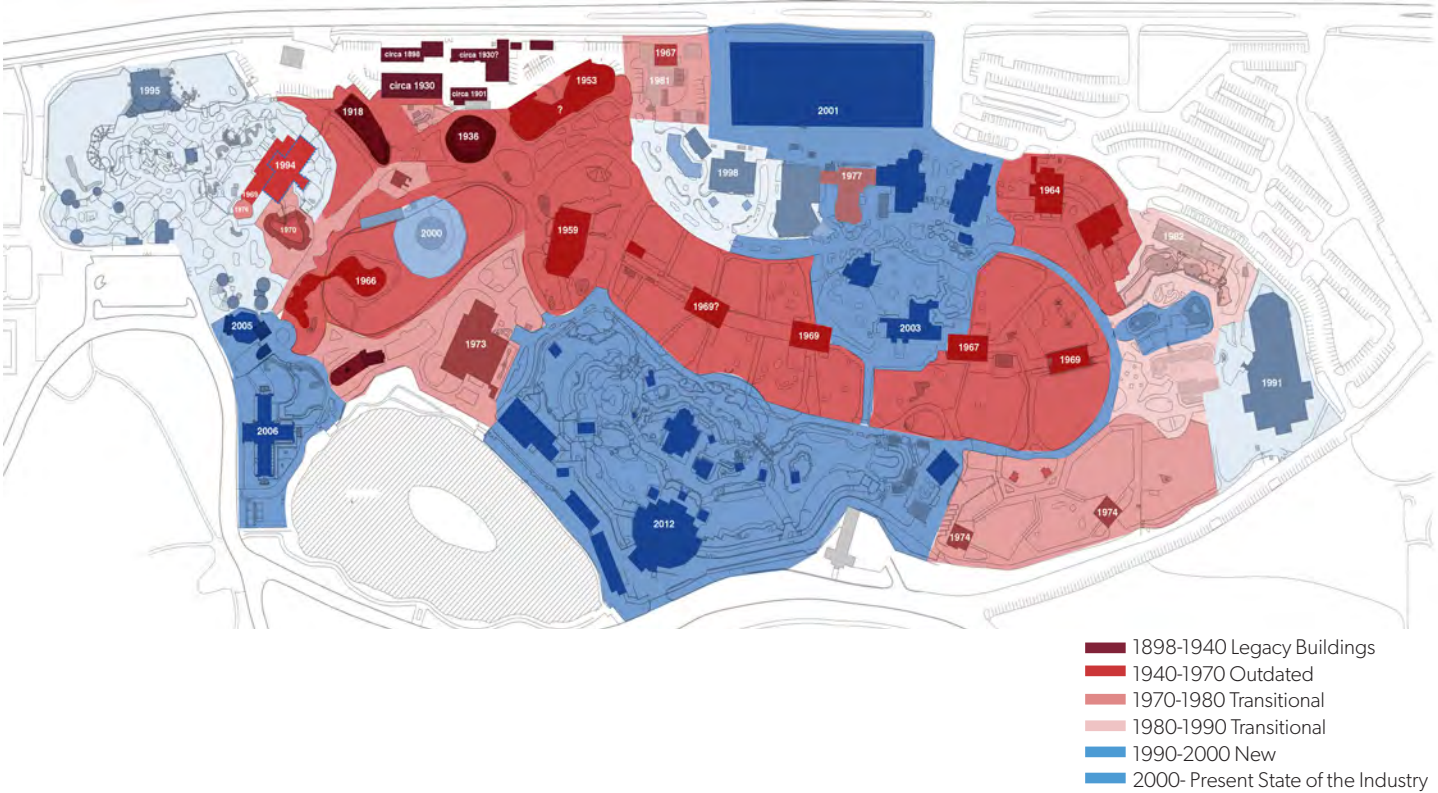 circa 1898
circa 1930?
1967
1953
1995
circa 1930
1981
circa 1901
?
1918
2001
1936
1994
1998
1977
1964
1970
2000
1959
1982
1966
1969?
2005
2003
1969
1967
1973
1969
1991
2006
1974
2012
1974
1898-1940 Legacy Buildings
1940-1970 Outdated
1970-1980 Transitional
1980-1990 Transitional
1990-2000 New
2000- Present State of the Industry